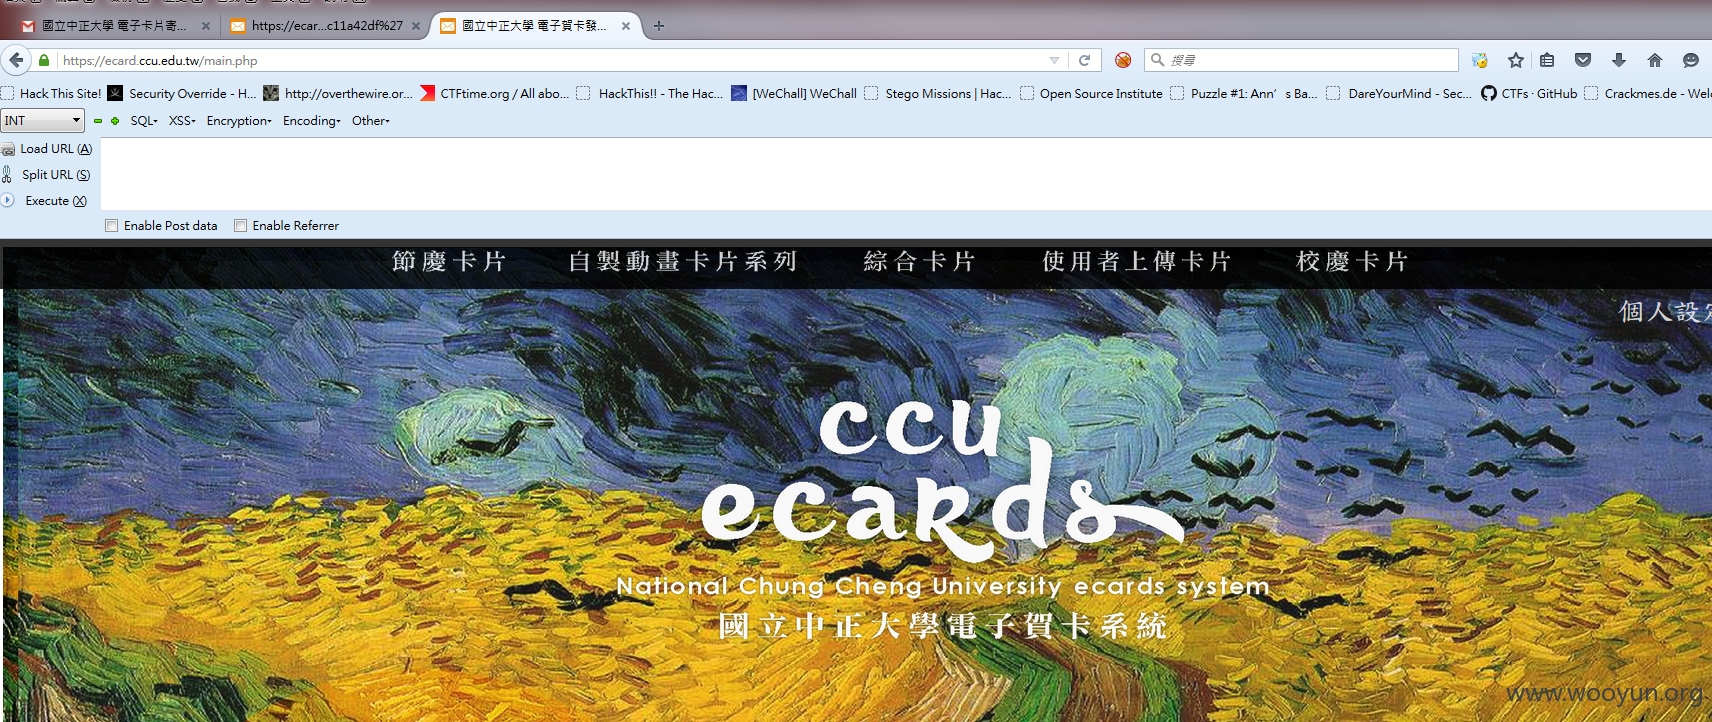 國立中正大學 電子卡片寄...
https://ecar...c11a42df%27
國立中正大學 電子賀卡發...
https://ecard.ccu.edu.tw/main.php
搜尋
Hack This Site!
Security Override - H...
http://overthewire.or...
CTFtime.org / All abo...
HackThis!! - The Hac...
[WeChall] WeChall
Stego Missions | Hac...
Open Source Institute
Puzzle #1: Ann’s Ba...
DareYourMind - Sec...
CTFs · GitHub
Crackmes.de - Wel
INT
SQL
XSS
Encryption
Encoding
Other
Load URL (A)
Split URL (S)
Execute (X)
Enable Post data
Enable Referrer
節慶卡片
自製動畫卡片系列
綜合卡片
使用者上傳卡片
校慶卡片
個人設定
ccu
ecards
National Chung Cheng University ecards system
國立中正大學電子賀卡系統
www.wooyun.org